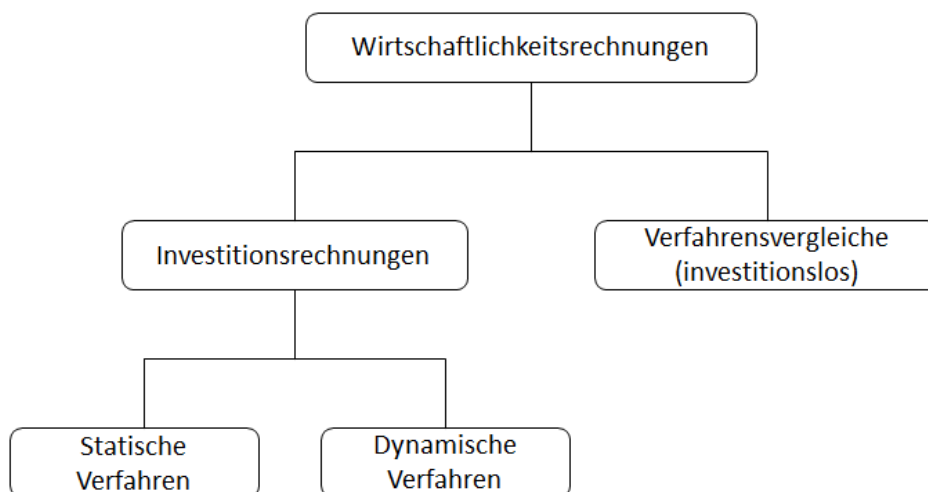 Wirtschaftlichkeitsrechnungen
Investitionsrechnungen
Verfahrensvergleiche
(investitionslos)
Statische
Verfahren
Dynamische
Verfahren